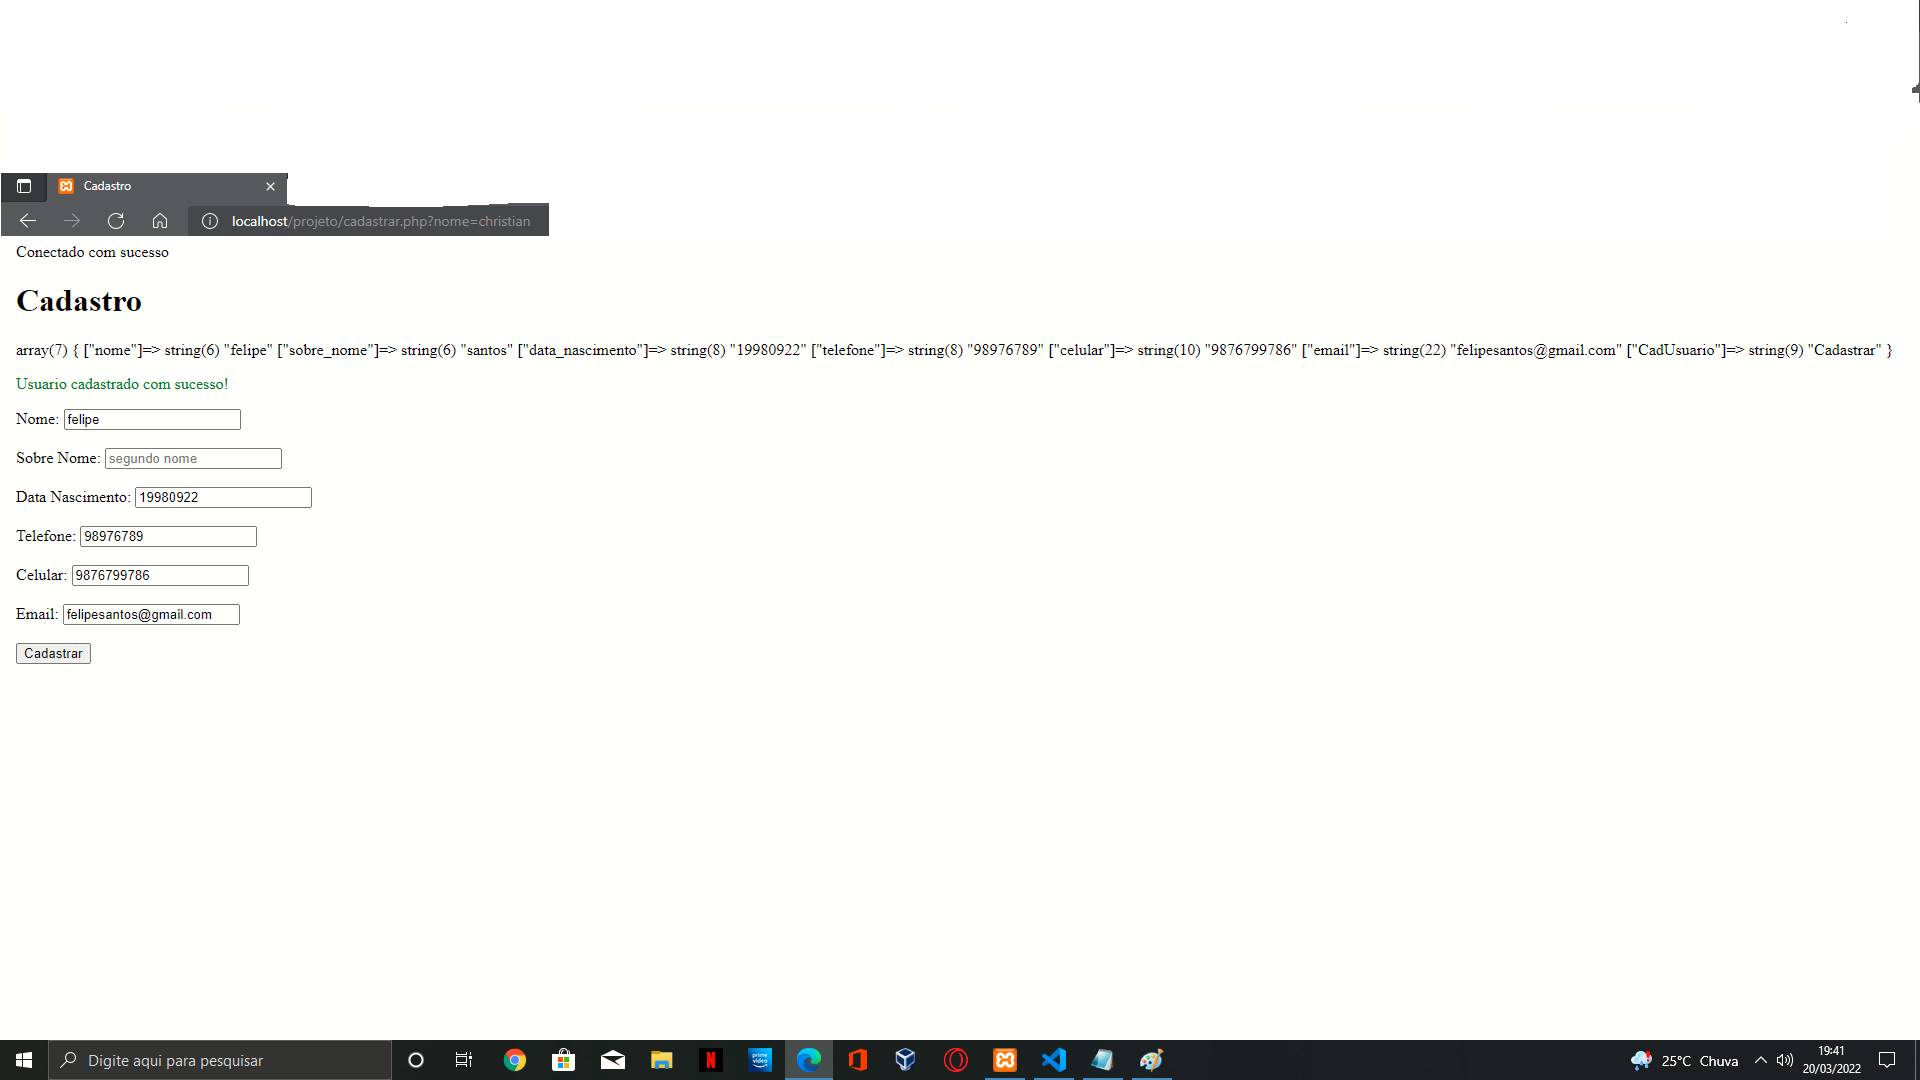 Cadastro
localhost/projeto/cadastrar.php?nome=christian
Conectado com sucesso
Cadastro
array(7) { ["nome"]=> string(6) "felipe" ["sobre_nome"]=> string(6) "santos" ["data_nascimento"]=> string(8) "19980922" ["telefone"]=> string(8) "98976789" ["celular"]=> string(10) "9876799786" ["email"]=> string(22) "felipesantos@gmail.com" ["CadUsuario"]=> string(9) "Cadastrar" }
Usuario cadastrado com sucesso!
Nome: felipe
Sobre Nome: segundo nome
Data Nascimento: 19980922
Telefone: 98976789
Celular: 9876799786
Email: felipesantos@gmail.com
Cadastrar
Digite aqui para pesquisar
prime video
25°C Chuva
19:41
20/03/2022